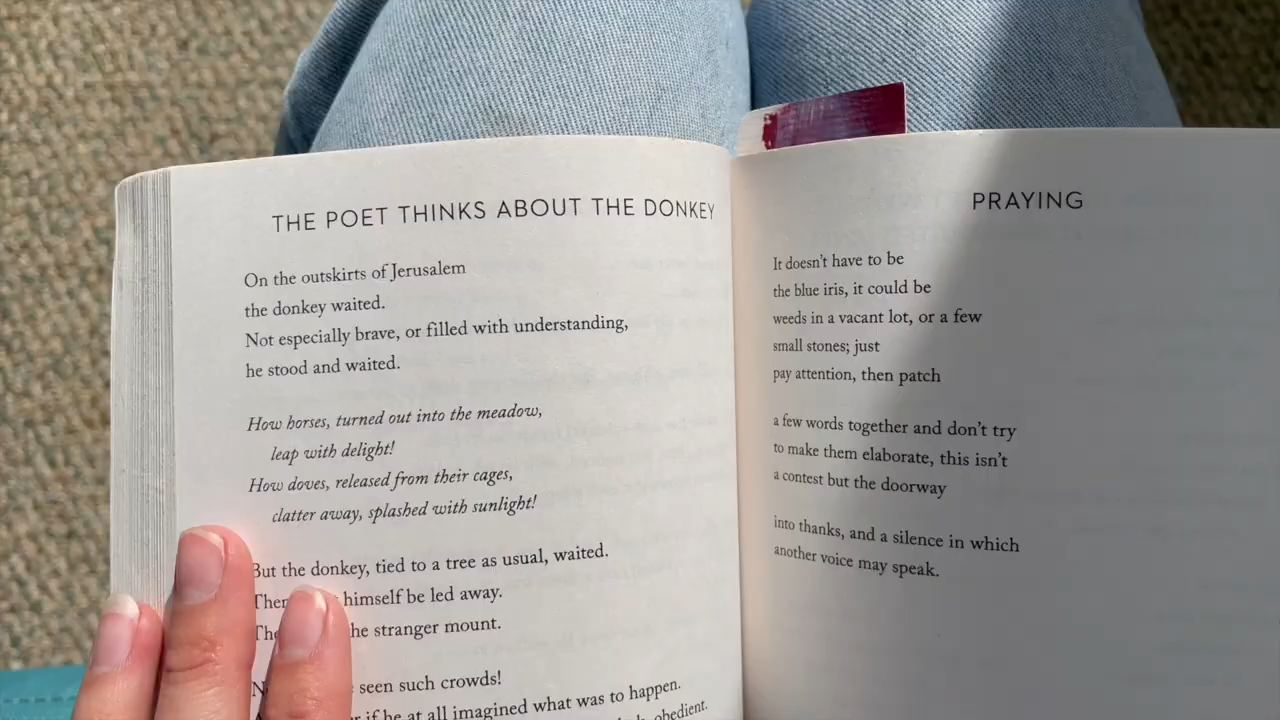 THE POET THINKS ABOUT THE DONKEY
On the outskirts of Jerusalem
the donkey waited.
Not especially brave, or filled with understanding,
he stood and waited.
How horses, turned out into the meadow,
leap with delight!
How doves, released from their cages,
clatter away, splashed with sunlight!
But the donkey, tied to a tree as usual, waited.
himself be led away.
stranger mount.
seen such crowds!
if he at all imagined what was to happen.
obedient.
PRAYING
It doesn't have to be
the blue iris, it could be
weeds in a vacant lot, or a few
small stones; just
pay attention, then patch
a few words together and don't try
to make them elaborate, this isn't
a contest but the doorway
into thanks, and a silence in which
another voice may speak.